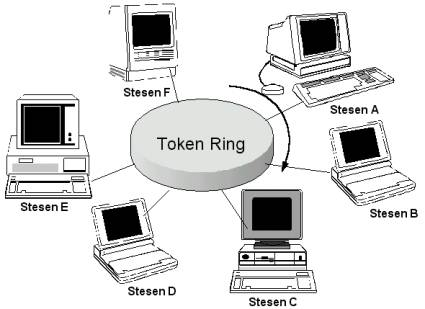 Stesen F
Stesen A
Token Ring
Stesen B
Stesen E
Stesen D
Stesen C